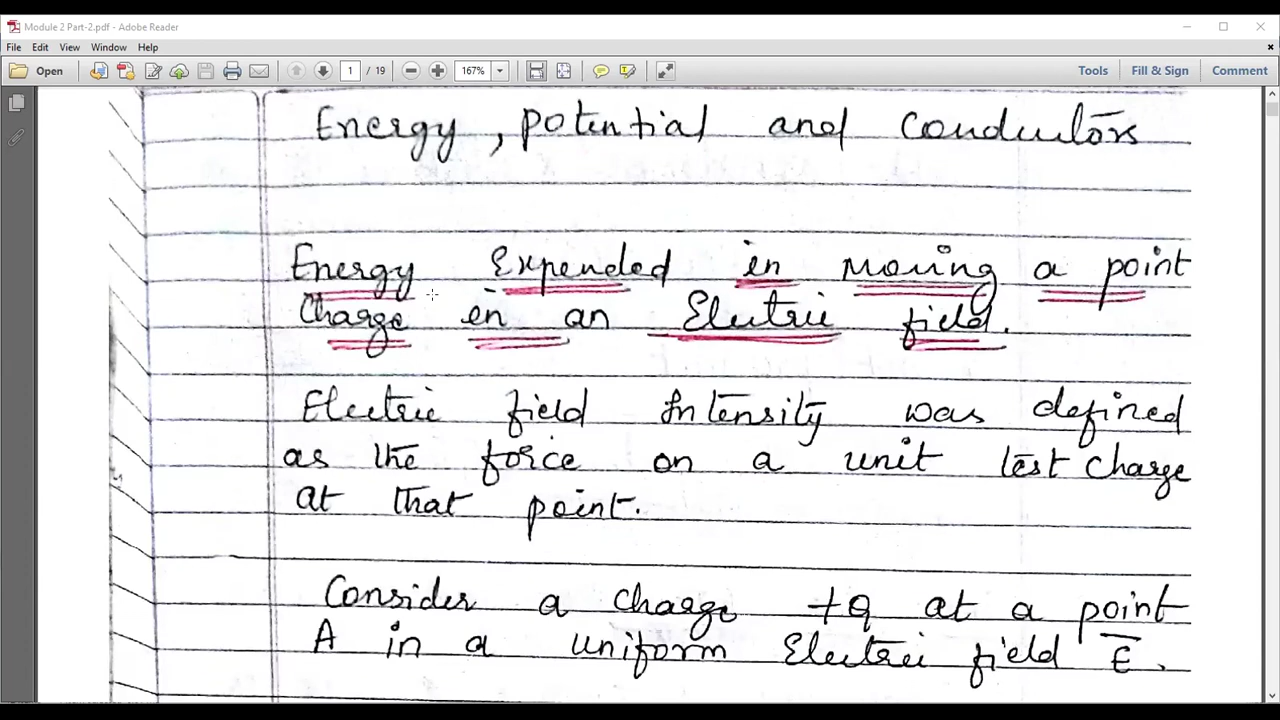 Module 2 Part-2.pdf - Adobe Reader
File Edit View Window Help
Open 1 / 19 167% Tools Fill & Sign Comment
Energy, potential and conductors
Energy Expended in moving a point
Charge in an Electric field.
Electric field Intensity was defined
as the force on a unit test charge
at that point.
Consider a charge +Q at a point
A in a uniform Electric field E̅.